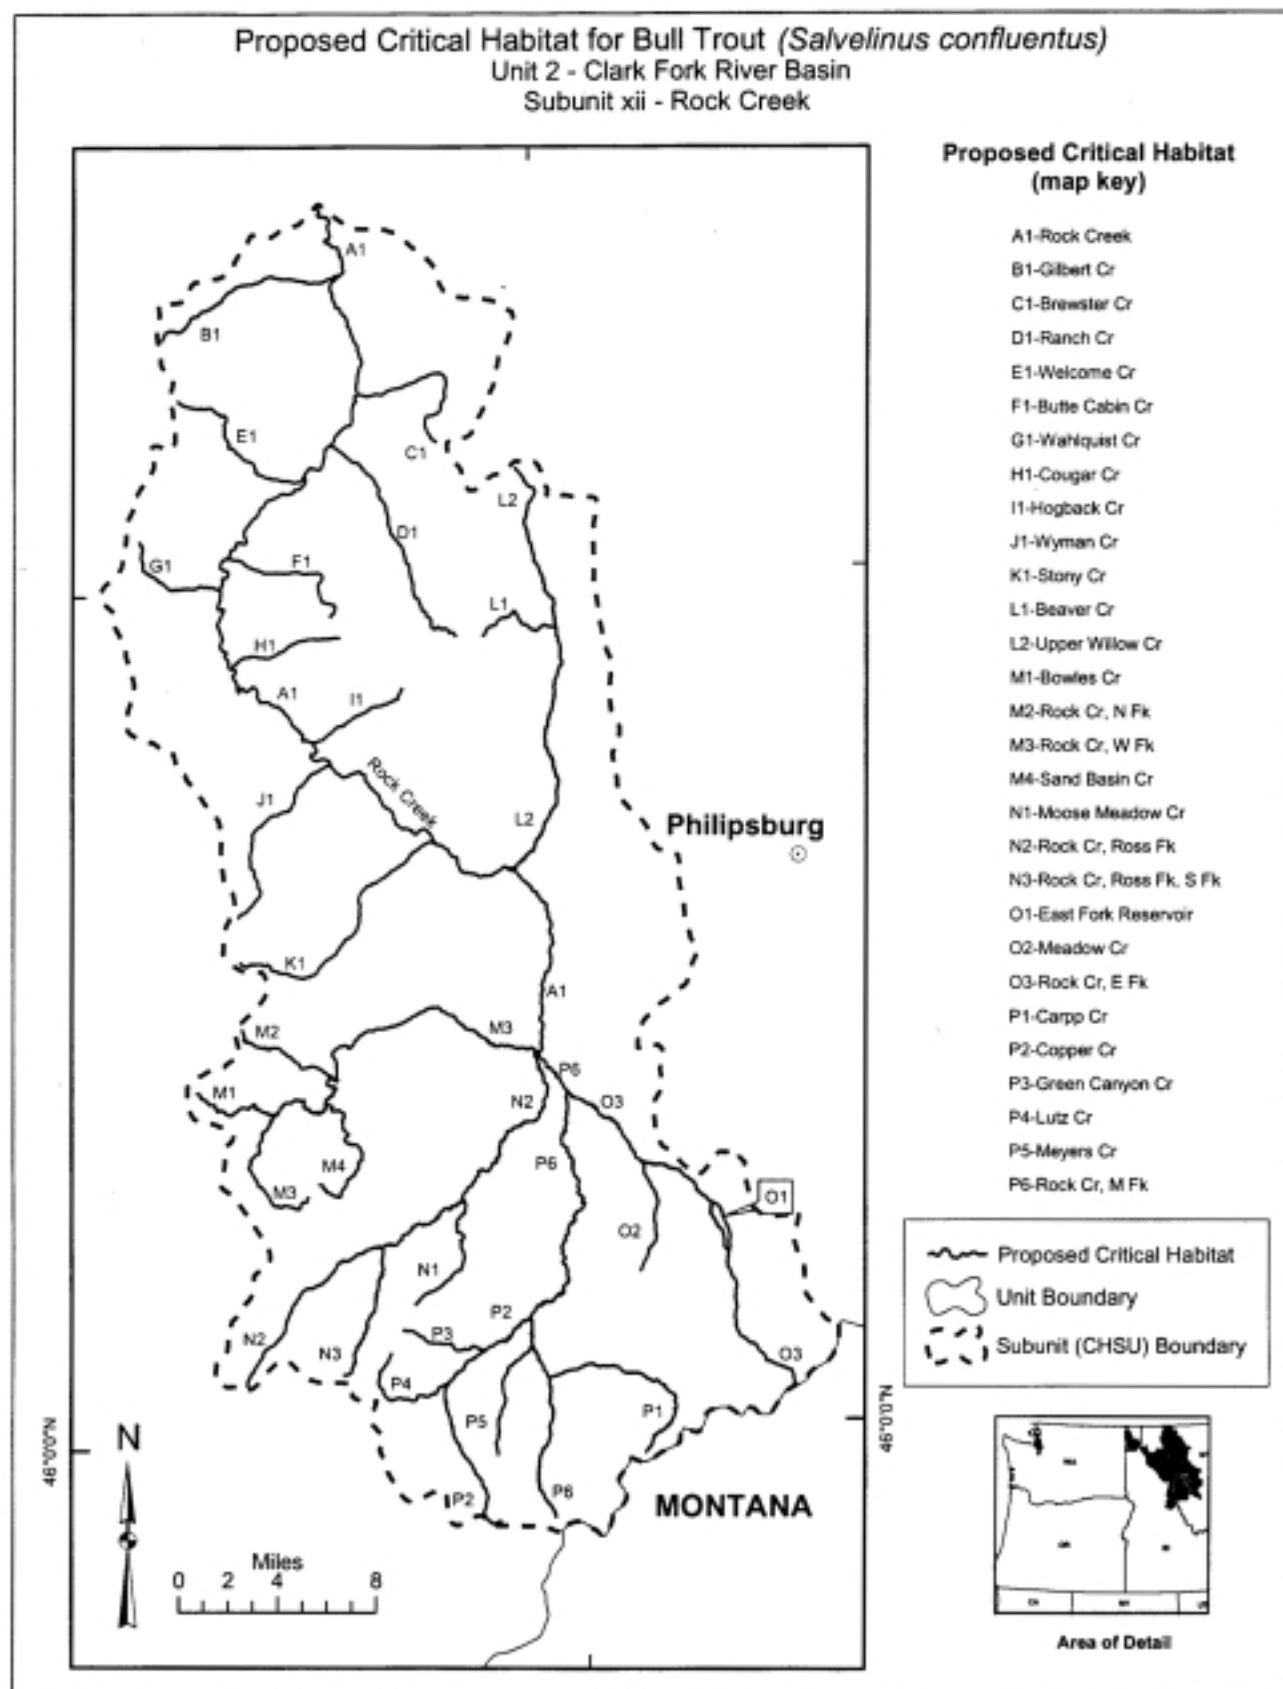 Proposed Critical Habitat for Bull Trout (Salvelinus confluentus)
Unit 2 - Clark Fork River Basin
Subunit xii - Rock Creek
Proposed Critical Habitat
(map key)
A1-Rock Creek
B1-Gilbert Cr
C1-Brewster Cr
D1-Ranch Cr
E1-Welcome Cr
F1-Butte Cabin Cr
G1-Wahlquist Cr
H1-Cougar Cr
I1-Hogback Cr
J1-Wyman Cr
K1-Stony Cr
L1-Beaver Cr
L2-Upper Willow Cr
M1-Bowles Cr
M2-Rock Cr, N Fk
M3-Rock Cr, W Fk
M4-Sand Basin Cr
N1-Moose Meadow Cr
N2-Rock Cr, Ross Fk
N3-Rock Cr, Ross Fk, S Fk
O1-East Fork Reservoir
O2-Meadow Cr
O3-Rock Cr, E Fk
P1-Carpp Cr
P2-Copper Cr
P3-Green Canyon Cr
P4-Lutz Cr
P5-Meyers Cr
P6-Rock Cr, M Fk
A1
B1
E1
C1
L2
D1
F1
G1
L1
H1
A1
I1
Rock Creek
J1
L2
Philipsburg
K1
A1
M2
M3
P6
M1
N2
O3
M4
P6
M3
O1
O2
N1
P2
N2
P3
N3
O3
P4
P1
P5
P2
P6
MONTANA
46°0'0"N
46°0'0"N
N
Miles
0 2 4 8
Proposed Critical Habitat
Unit Boundary
Subunit (CHSU) Boundary
Area of Detail